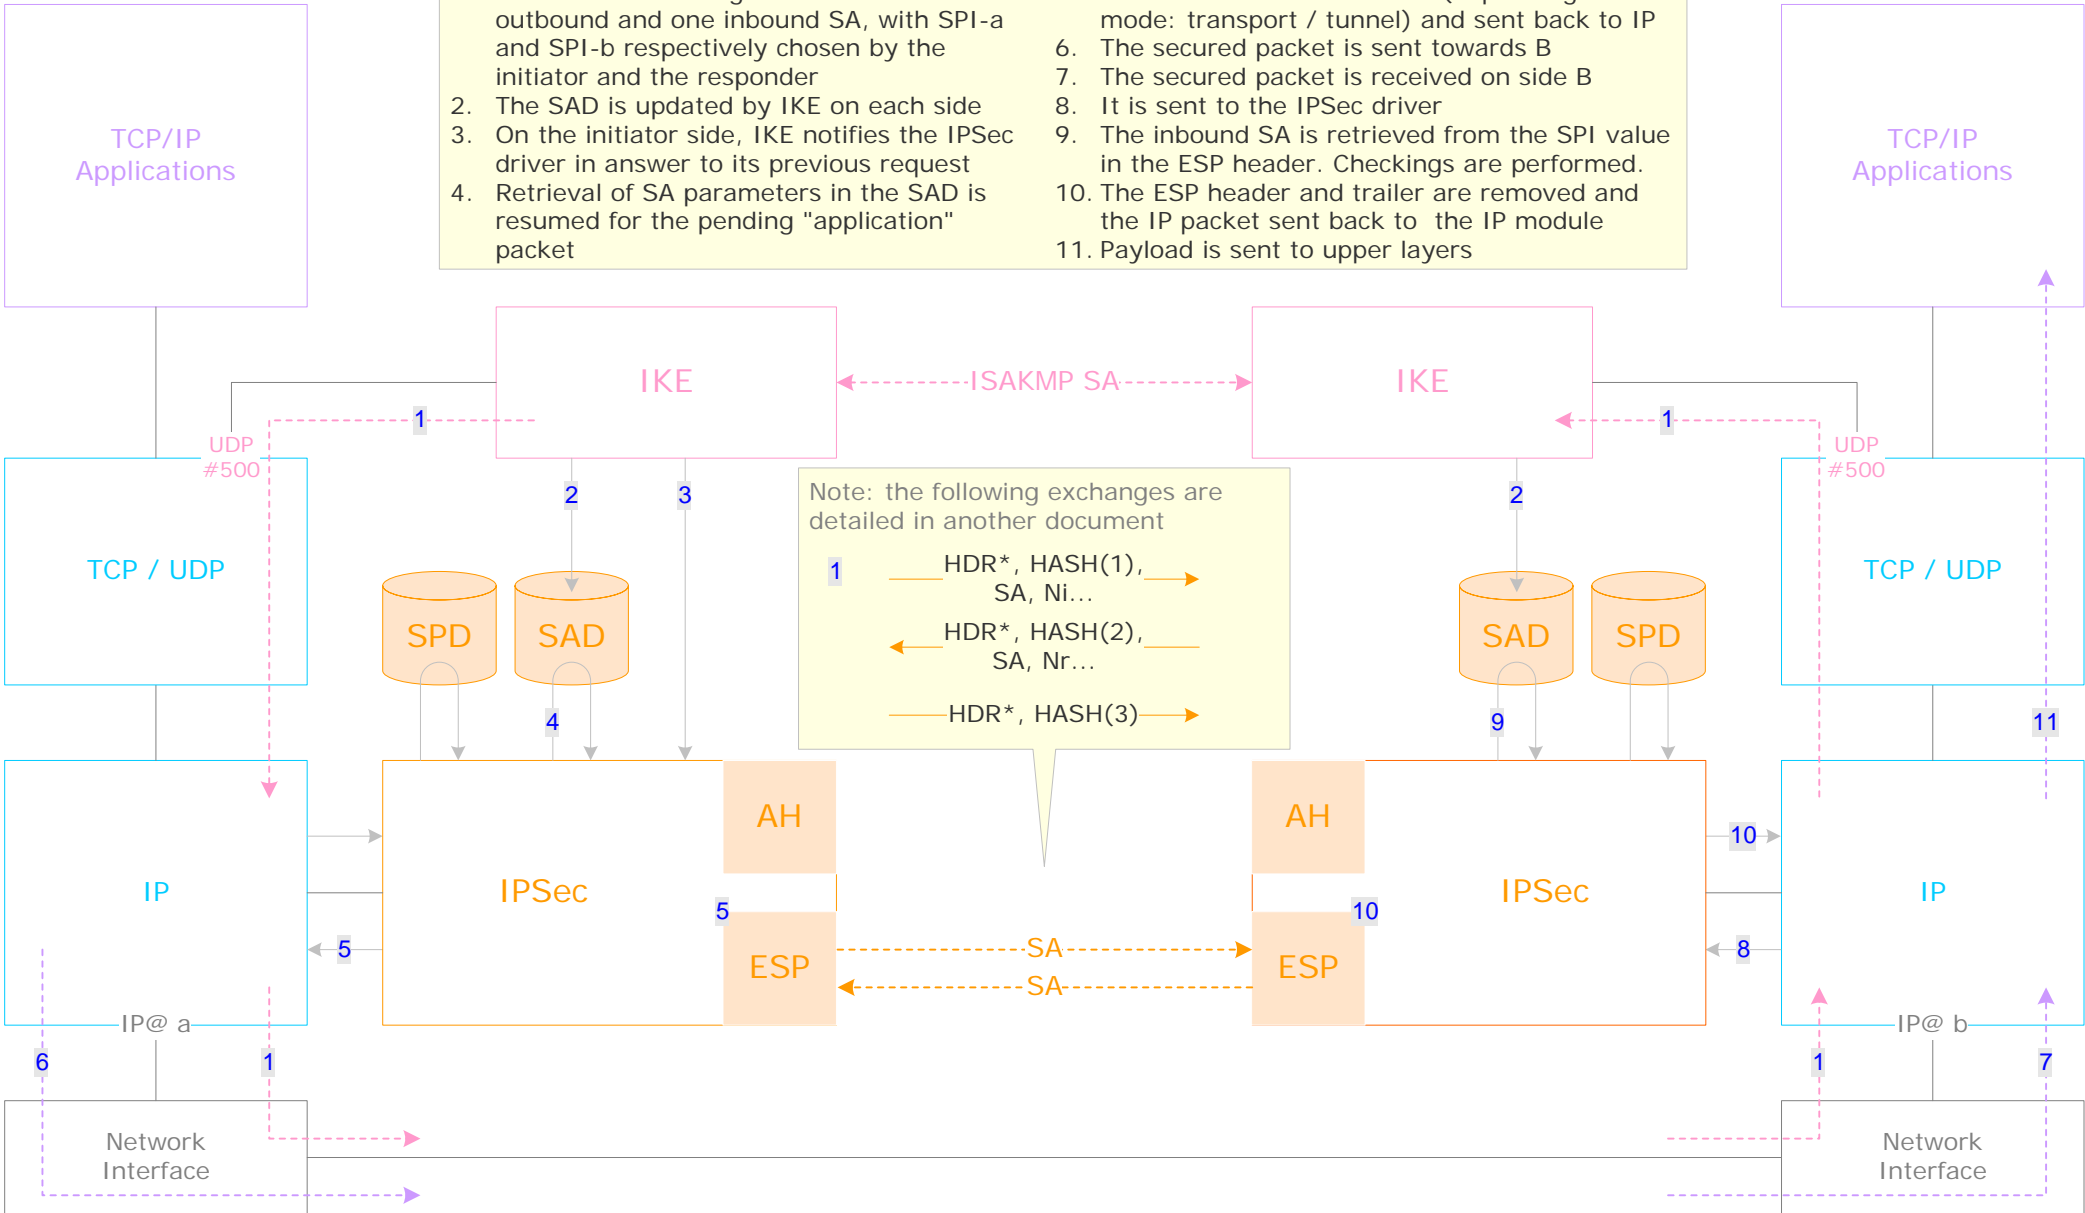 outbound and one inbound SA, with SPI-a
and SPI-b respectively chosen by the
initiator and the responder
2. The SAD is updated by IKE on each side
3. On the initiator side, IKE notifies the IPSec
driver in answer to its previous request
4. Retrieval of SA parameters in the SAD is
resumed for the pending "application"
packet
mode: transport / tunnel) and sent back to IP
6. The secured packet is sent towards B
7. The secured packet is received on side B
8. It is sent to the IPSec driver
9. The inbound SA is retrieved from the SPI value
in the ESP header. Checkings are performed.
10. The ESP header and trailer are removed and
the IP packet sent back to the IP module
11. Payload is sent to upper layers
TCP/IP
Applications
TCP/IP
Applications
IKE
ISAKMP SA
IKE
1
1
UDP
#500
UDP
#500
2
3
2
Note: the following exchanges are
detailed in another document
1
HDR*, HASH(1),
SA, Ni...
HDR*, HASH(2),
SA, Nr...
HDR*, HASH(3)
TCP / UDP
TCP / UDP
SPD
SAD
SAD
SPD
4
9
11
AH
AH
10
IP
IPSec
IPSec
IP
5
10
5
SA
8
ESP
ESP
SA
IP@ a
IP@ b
6
1
1
7
Network
Interface
Network
Interface